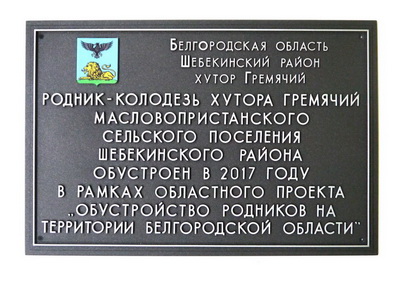 Белгородская область
Шебекинский район
хутор Гремячий
РОДНИК-КОЛОДЕЗЬ ХУТОРА ГРЕМЯЧИЙ
МАСЛОВОПРИСТАНСКОГО
СЕЛЬСКОГО ПОСЕЛЕНИЯ
ШЕБЕКИНСКОГО РАЙОНА
ОБУСТРОЕН В 2017 ГОДУ
В РАМКАХ ОБЛАСТНОГО ПРОЕКТА
„ОБУСТРОЙСТВО РОДНИКОВ НА
ТЕРРИТОРИИ БЕЛГОРОДСКОЙ ОБЛАСТИ"